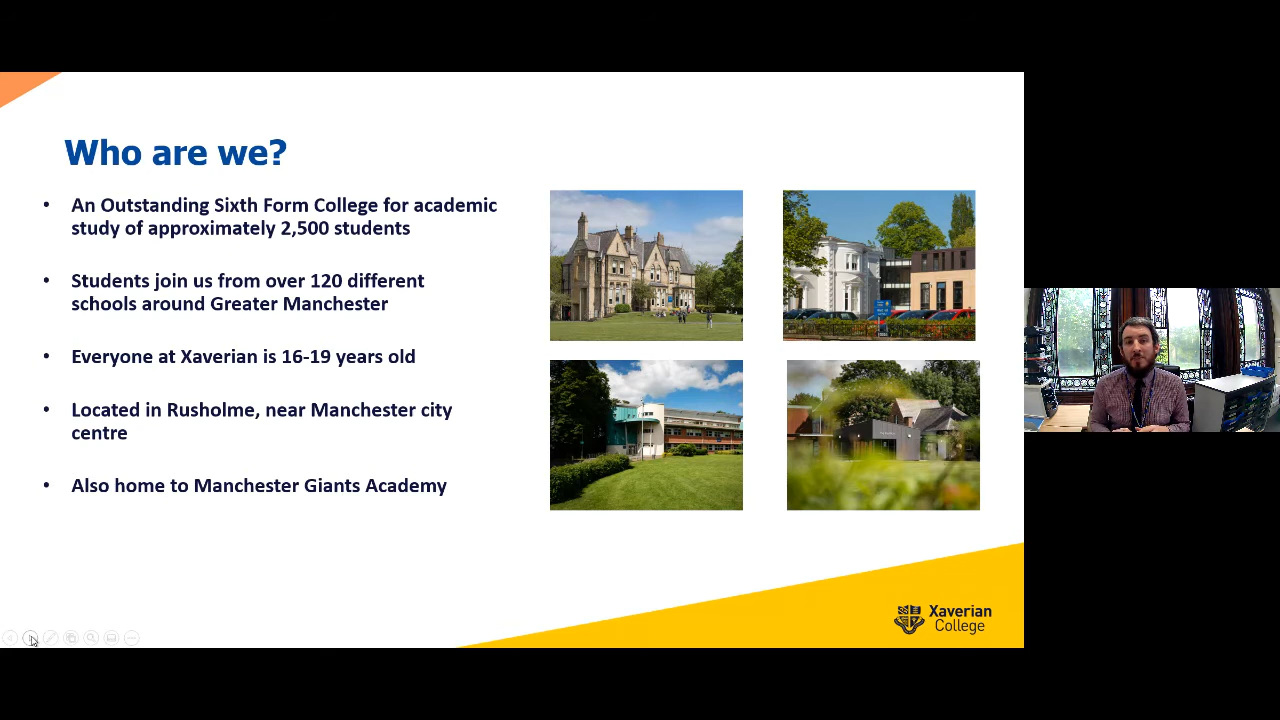 Who are we?
• An Outstanding Sixth Form College for academic
study of approximately 2,500 students
• Students join us from over 120 different
schools around Greater Manchester
• Everyone at Xaverian is 16-19 years old
• Located in Rusholme, near Manchester city
centre
• Also home to Manchester Giants Academy
Xaverian
College